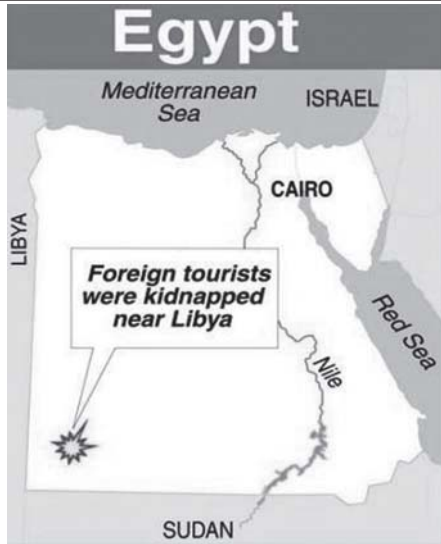 Egypt
Mediterranean
Sea
ISRAEL
CAIRO
LIBYA
Foreign tourists
were kidnapped
near Libya
Red Sea
Nile
SUDAN